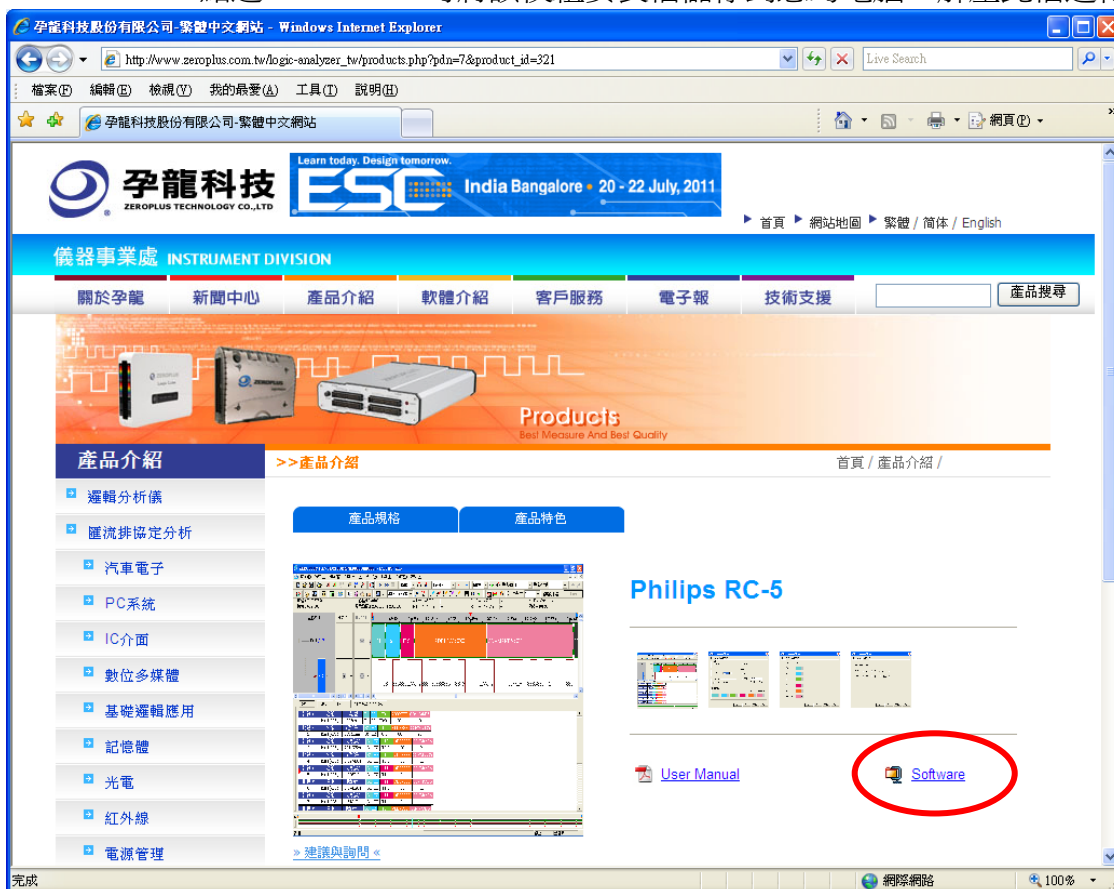 孕龍科技股份有限公司-繁體中文網站 - Windows Internet Explorer
http://www.zeroplus.com.tw/logic-analyzer_tw/products.php?pdn=7&product_id=321
Live Search
檔案(F) 編輯(E) 檢視(V) 我的最愛(A) 工具(T) 說明(H)
孕龍科技股份有限公司-繁體中文網站
網頁(P)
孕龍科技
ZEROPLUS TECHNOLOGY CO.,LTD
Learn today. Design tomorrow.
ESC India Bangalore • 20 - 22 July, 2011
首頁 網站地圖 繁體 / 简体 / English
儀器事業處 INSTRUMENT DIVISION
關於孕龍 新聞中心 產品介紹 軟體介紹 客戶服務 電子報 技術支援 產品搜尋
Products
Best Measure And Best Quality
產品介紹
>>產品介紹
首頁 / 產品介紹 /
邏輯分析儀
匯流排協定分析
汽車電子
PC系統
IC介面
數位多媒體
基礎邏輯應用
記憶體
光電
紅外線
電源管理
產品規格 產品特色
Philips RC-5
User Manual
Software
» 建議與詢問 «
完成
網際網路
100%